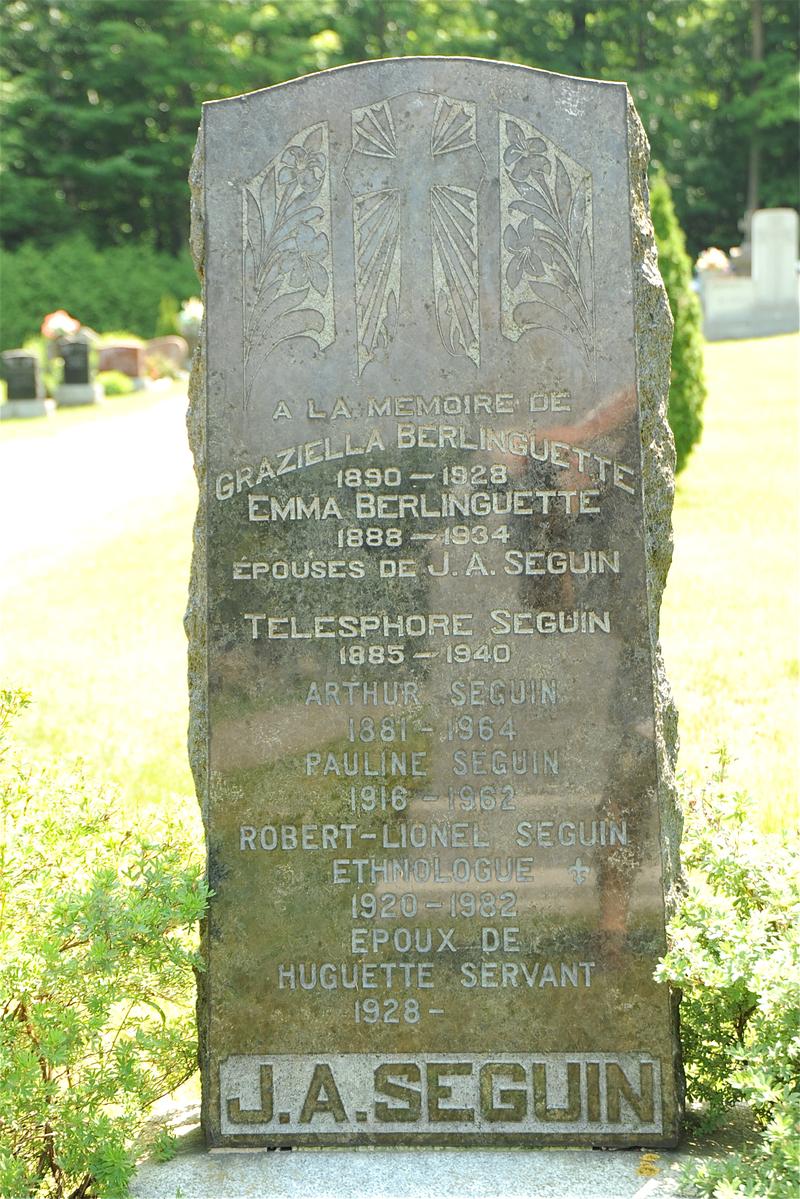 A LA MEMOIRE DE
GRAZIELLA BERLINGUETTE
1890 – 1928
EMMA BERLINGUETTE
1888 – 1934
ÉPOUSES DE J. A. SEGUIN
TELESPHORE SEGUIN
1885 – 1940
ARTHUR SEGUIN
1881 – 1964
PAULINE SEGUIN
1916 – 1962
ROBERT-LIONEL SEGUIN
ETHNOLOGUE ⚜
1920 – 1982
EPOUX DE
HUGUETTE SERVANT
1928 –
J.A. SEGUIN